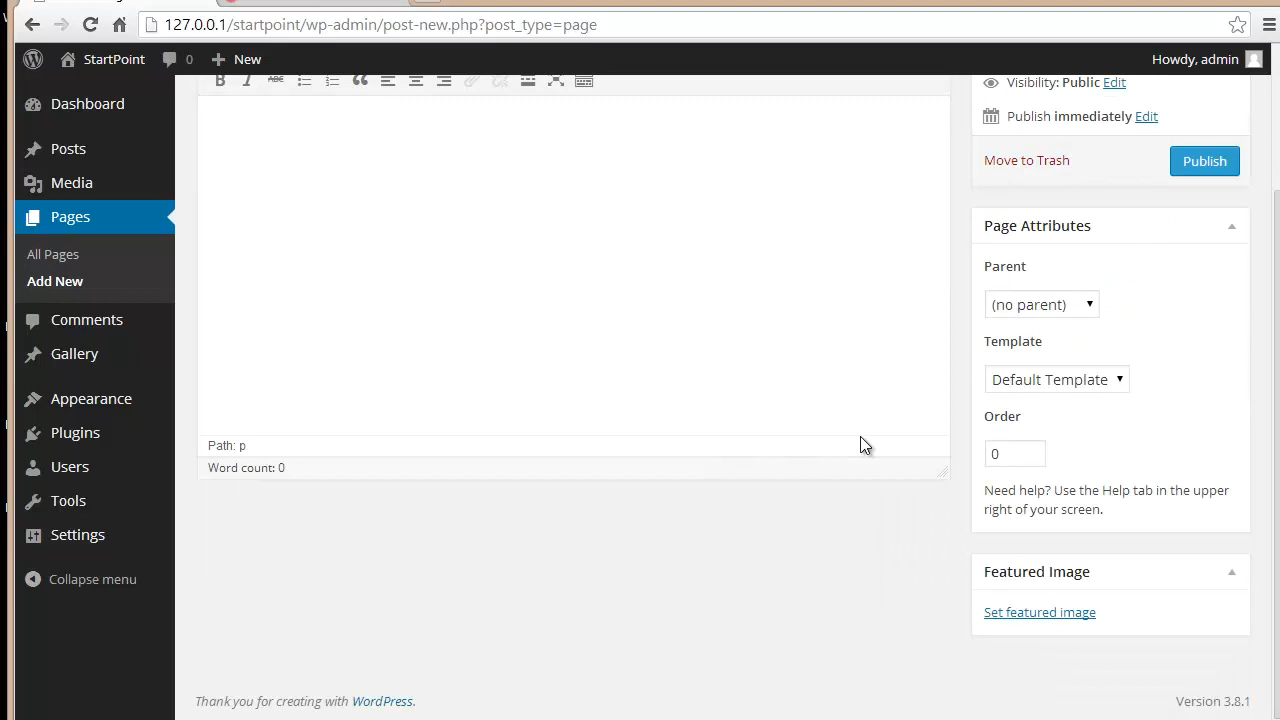 127.0.0.1/startpoint/wp-admin/post-new.php?post_type=page
StartPoint
0
New
Howdy, admin
Dashboard
Posts
Media
Pages
All Pages
Add New
Comments
Gallery
Appearance
Plugins
Users
Tools
Settings
Collapse menu
B I ABC
Path: p
Word count: 0
Visibility: Public Edit
Publish immediately Edit
Move to Trash
Publish
Page Attributes
Parent
(no parent)
Template
Default Template
Order
0
Need help? Use the Help tab in the upper
right of your screen.
Featured Image
Set featured image
Thank you for creating with WordPress.
Version 3.8.1